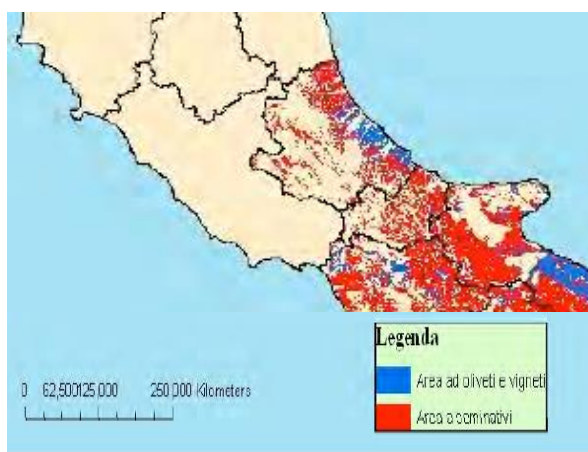 Legenda
Area ad oliveti e vigneti
Area a seminativi
0 62,500125,000 250,000 Kilometers